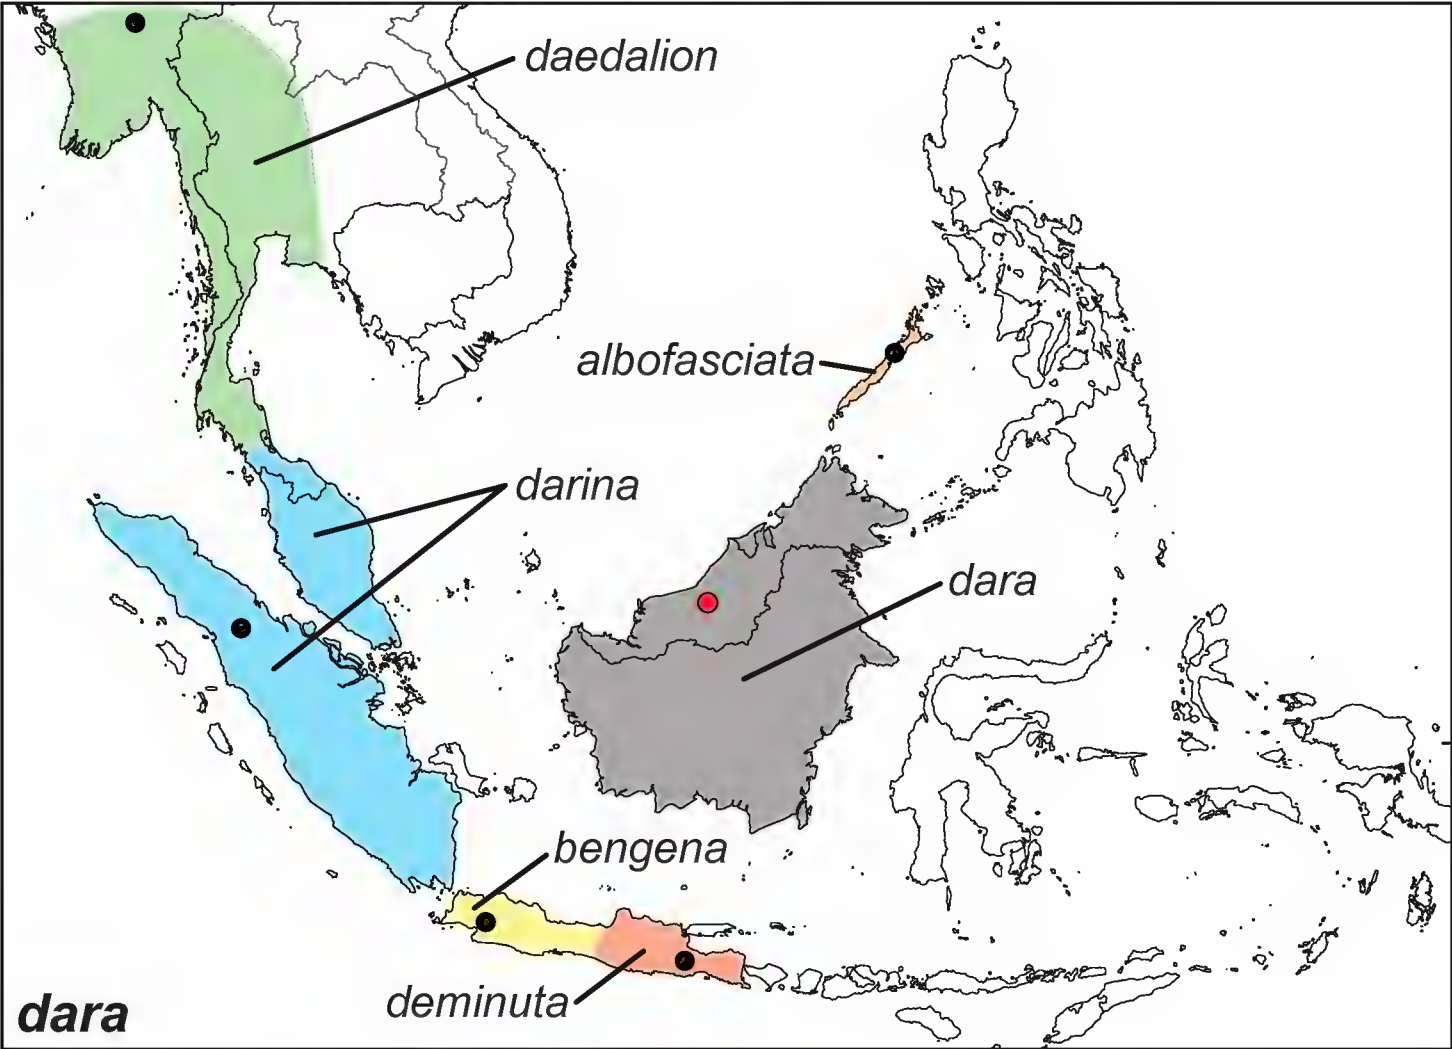 daedalion
albofasciata
darina
dara
bengena
deminuta
dara